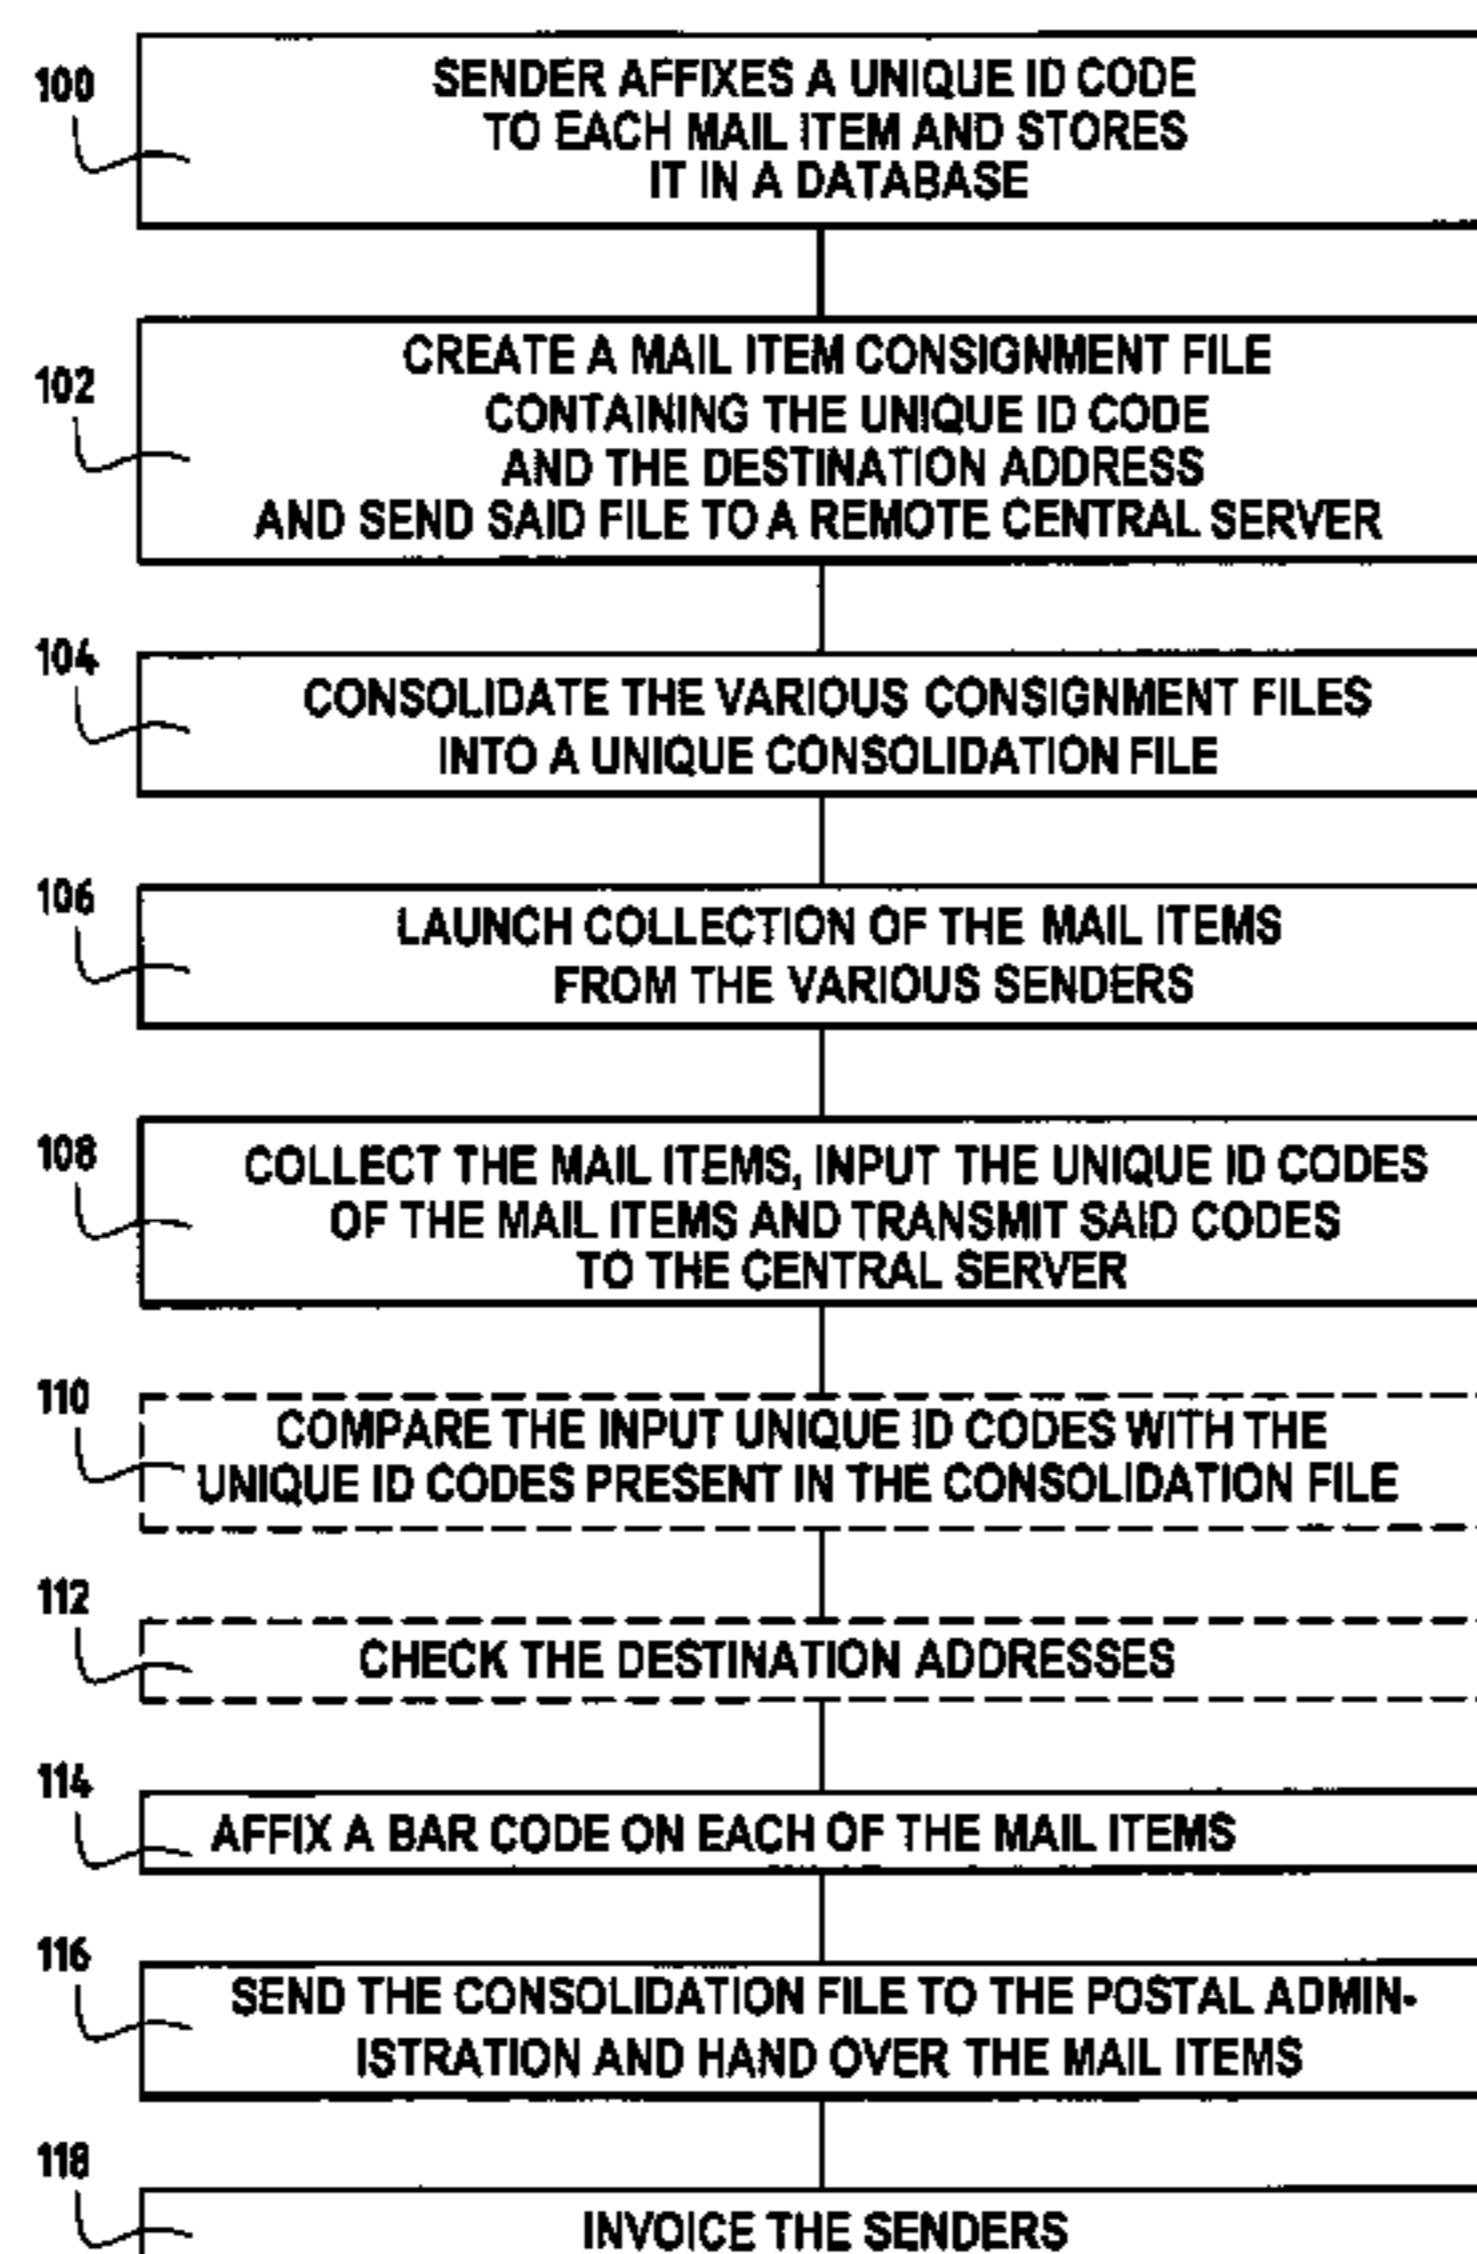 100
SENDER AFFIXES A UNIQUE ID CODE
TO EACH MAIL ITEM AND STORES
IT IN A DATABASE
102
CREATE A MAIL ITEM CONSIGNMENT FILE
CONTAINING THE UNIQUE ID CODE
AND THE DESTINATION ADDRESS
AND SEND SAID FILE TO A REMOTE CENTRAL SERVER
104
CONSOLIDATE THE VARIOUS CONSIGNMENT FILES
INTO A UNIQUE CONSOLIDATION FILE
106
LAUNCH COLLECTION OF THE MAIL ITEMS
FROM THE VARIOUS SENDERS
108
COLLECT THE MAIL ITEMS, INPUT THE UNIQUE ID CODES
OF THE MAIL ITEMS AND TRANSMIT SAID CODES
TO THE CENTRAL SERVER
110
COMPARE THE INPUT UNIQUE ID CODES WITH THE
UNIQUE ID CODES PRESENT IN THE CONSOLIDATION FILE
112
CHECK THE DESTINATION ADDRESSES
114
AFFIX A BAR CODE ON EACH OF THE MAIL ITEMS
116
SEND THE CONSOLIDATION FILE TO THE POSTAL ADMIN-
ISTRATION AND HAND OVER THE MAIL ITEMS
118
INVOICE THE SENDERS